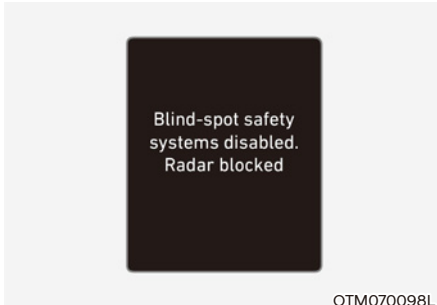 Blind-spot safety
systems disabled.
Radar blocked
OTM070098L